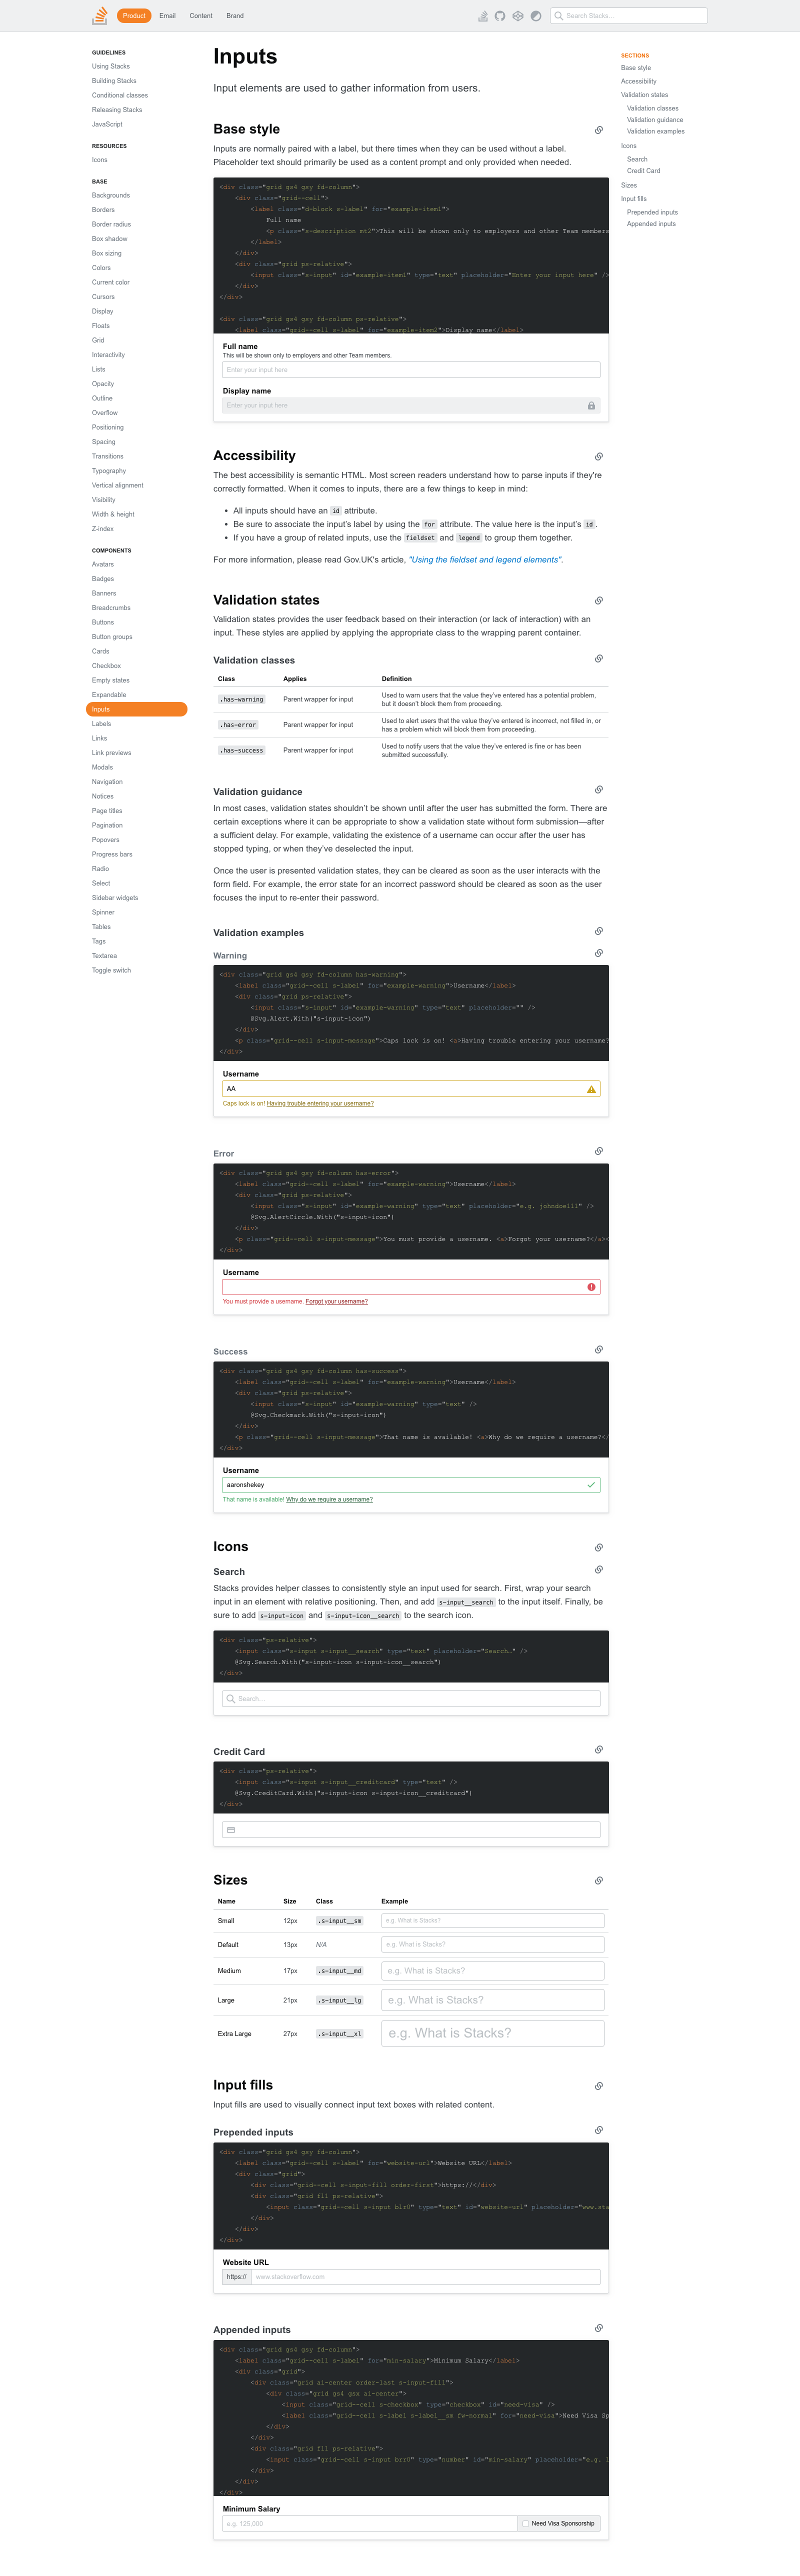 Product Email Content Brand
Search Stacks…
GUIDELINES
Using Stacks
Building Stacks
Conditional classes
Releasing Stacks
JavaScript
RESOURCES
Icons
BASE
Backgrounds
Borders
Border radius
Box shadow
Box sizing
Colors
Current color
Cursors
Display
Floats
Grid
Interactivity
Lists
Opacity
Outline
Overflow
Positioning
Spacing
Transitions
Typography
Vertical alignment
Visibility
Width & height
Z-index
COMPONENTS
Avatars
Badges
Banners
Breadcrumbs
Buttons
Button groups
Cards
Checkbox
Empty states
Expandable
Inputs
Labels
Links
Link previews
Modals
Navigation
Notices
Page titles
Pagination
Popovers
Progress bars
Radio
Select
Sidebar widgets
Spinner
Tables
Tags
Textarea
Toggle switch
Inputs
Input elements are used to gather information from users.
Base style
Inputs are normally paired with a label, but there times when they can be used without a label.
Placeholder text should primarily be used as a content prompt and only provided when needed.
<div class="grid gs4 gsy fd-column">
<div class="grid--cell">
<label class="d-block s-label" for="example-item1">
Full name
<p class="s-description mt2">This will be shown only to employers and other Team members
</label>
</div>
<div class="grid ps-relative">
<input class="s-input" id="example-item1" type="text" placeholder="Enter your input here" />
</div>
</div>
<div class="grid gs4 gsy fd-column ps-relative">
<label class="grid--cell s-label" for="example-item2">Display name</label>
Full name
This will be shown only to employers and other Team members.
Enter your input here
Display name
Enter your input here
Accessibility
The best accessibility is semantic HTML. Most screen readers understand how to parse inputs if they're
correctly formatted. When it comes to inputs, there are a few things to keep in mind:
• All inputs should have an id attribute.
• Be sure to associate the input's label by using the for attribute. The value here is the input's id.
• If you have a group of related inputs, use the fieldset and legend to group them together.
For more information, please read Gov.UK's article, "Using the fieldset and legend elements".
Validation states
Validation states provides the user feedback based on their interaction (or lack of interaction) with an
input. These styles are applied by applying the appropriate class to the wrapping parent container.
Validation classes
Class Applies Definition
.has-warning Parent wrapper for input Used to warn users that the value they've entered has a potential problem,
but it doesn't block them from proceeding.
.has-error Parent wrapper for input Used to alert users that the value they've entered is incorrect, not filled in, or
has a problem which will block them from proceeding.
.has-success Parent wrapper for input Used to notify users that the value they've entered is fine or has been
submitted successfully.
Validation guidance
In most cases, validation states shouldn't be shown until after the user has submitted the form. There are
certain exceptions where it can be appropriate to show a validation state without form submission—after
a sufficient delay. For example, validating the existence of a username can occur after the user has
stopped typing, or when they've deselected the input.
Once the user is presented validation states, they can be cleared as soon as the user interacts with the
form field. For example, the error state for an incorrect password should be cleared as soon as the user
focuses the input to re-enter their password.
Validation examples
Warning
<div class="grid gs4 gsy fd-column has-warning">
<label class="grid--cell s-label" for="example-warning">Username</label>
<div class="grid ps-relative">
<input class="s-input" id="example-warning" type="text" placeholder="" />
@Svg.Alert.With("s-input-icon")
</div>
<p class="grid--cell s-input-message">Caps lock is on! <a>Having trouble entering your username?
</div>
Username
AA
Caps lock is on! Having trouble entering your username?
Error
<div class="grid gs4 gsy fd-column has-error">
<label class="grid--cell s-label" for="example-warning">Username</label>
<div class="grid ps-relative">
<input class="s-input" id="example-warning" type="text" placeholder="e.g. johndoe111" />
@Svg.AlertCircle.With("s-input-icon")
</div>
<p class="grid--cell s-input-message">You must provide a username. <a>Forgot your username?</a><
</div>
Username
You must provide a username. Forgot your username?
Success
<div class="grid gs4 gsy fd-column has-success">
<label class="grid--cell s-label" for="example-warning">Username</label>
<div class="grid ps-relative">
<input class="s-input" id="example-warning" type="text" />
@Svg.Checkmark.With("s-input-icon")
</div>
<p class="grid--cell s-input-message">That name is available! <a>Why do we require a username?</
</div>
Username
aaronshekey
That name is available! Why do we require a username?
Icons
Search
Stacks provides helper classes to consistently style an input used for search. First, wrap your search
input in an element with relative positioning. Then, and add s-input__search to the input itself. Finally, be
sure to add s-input-icon and s-input-icon__search to the search icon.
<div class="ps-relative">
<input class="s-input s-input__search" type="text" placeholder="Search…" />
@Svg.Search.With("s-input-icon s-input-icon__search")
</div>
Search…
Credit Card
<div class="ps-relative">
<input class="s-input s-input__creditcard" type="text" />
@Svg.CreditCard.With("s-input-icon s-input-icon__creditcard")
</div>
Sizes
Name Size Class Example
Small 12px .s-input__sm e.g. What is Stacks?
Default 13px N/A e.g. What is Stacks?
Medium 17px .s-input__md e.g. What is Stacks?
Large 21px .s-input__lg e.g. What is Stacks?
Extra Large 27px .s-input__xl e.g. What is Stacks?
Input fills
Input fills are used to visually connect input text boxes with related content.
Prepended inputs
<div class="grid gs4 gsy fd-column">
<label class="grid--cell s-label" for="website-url">Website URL</label>
<div class="grid">
<div class="grid--cell s-input-fill order-first">https://</div>
<div class="grid fl1 ps-relative">
<input class="grid--cell s-input blr0" type="text" id="website-url" placeholder="www.sta
</div>
</div>
</div>
Website URL
https:// www.stackoverflow.com
Appended inputs
<div class="grid gs4 gsy fd-column">
<label class="grid--cell s-label" for="min-salary">Minimum Salary</label>
<div class="grid">
<div class="grid ai-center order-last s-input-fill">
<div class="grid gs4 gsx ai-center">
<input class="grid--cell s-checkbox" type="checkbox" id="need-visa" />
<label class="grid--cell s-label s-label__sm fw-normal" for="need-visa">Need Visa Sp
</div>
</div>
<div class="grid fl1 ps-relative">
<input class="grid--cell s-input brr0" type="number" id="min-salary" placeholder="e.g. 1
</div>
</div>
</div>
Minimum Salary
e.g. 125,000 Need Visa Sponsorship
SECTIONS
Base style
Accessibility
Validation states
Validation classes
Validation guidance
Validation examples
Icons
Search
Credit Card
Sizes
Input fills
Prepended inputs
Appended inputs